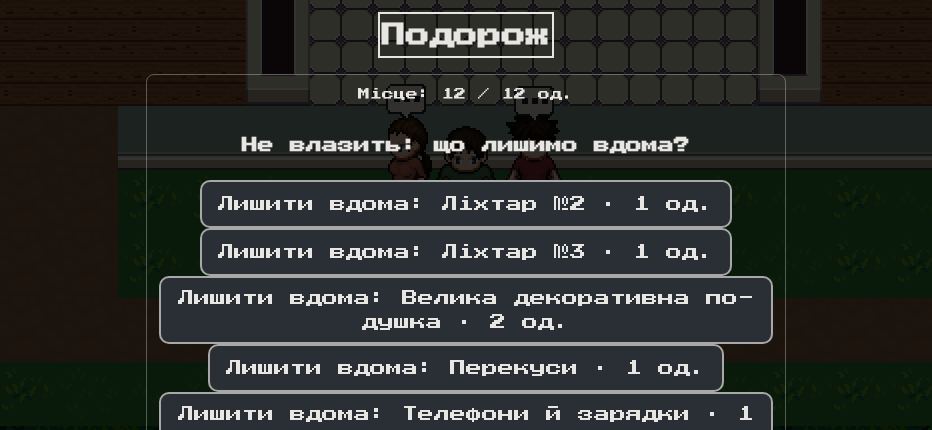 Подорож
Місце: 12 / 12 од.
Не влазить: що лишимо вдома?
Лишити вдома: Ліхтар №2 · 1 од.
Лишити вдома: Ліхтар №3 · 1 од.
Лишити вдома: Велика декоративна по-
душка · 2 од.
Лишити вдома: Перекуси · 1 од.
Лишити вдома: Телефони й зарядки · 1